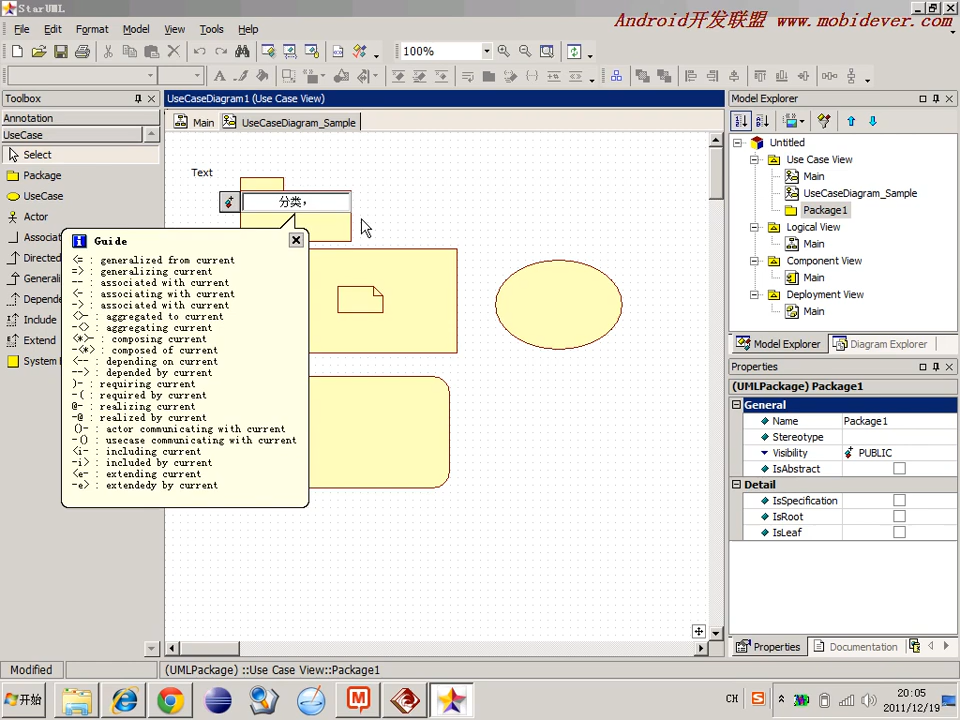 StarUML
Android开发联盟 www.mobidever.com
File Edit Format Model View Tools Help
100%
Toolbox
Annotation
UseCase
Select
Package
UseCase
Actor
Associat
Directed
Generali
Depende
Include
Extend
System
UseCaseDiagram1 (Use Case View)
Main UseCaseDiagram_Sample
Text
分类，
Guide
<= : generalized from current
=> : generalizing current
-- : associated with current
<- : associating with current
-> : associated with current
<>- : aggregated to current
-<> : aggregating current
<*>- : composing current
-<*> : composed of current
<-- : depending on current
--> : depended by current
)- : requiring current
-( : required by current
@- : realizing current
-@ : realized by current
()- : actor communicating with current
-() : usecase communicating with current
<i- : including current
-i> : included by current
<e- : extending current
-e> : extendedy by current
Model Explorer
Untitled
Use Case View
Main
UseCaseDiagram_Sample
Package1
Logical View
Main
Component View
Main
Deployment View
Main
Model Explorer Diagram Explorer
Properties
(UMLPackage) Package1
General
Name Package1
Stereotype
Visibility PUBLIC
IsAbstract
Detail
IsSpecification
IsRoot
IsLeaf
Properties Documentation
Modified (UMLPackage) ::Use Case View::Package1
开始
CH
20:05
2011/12/19